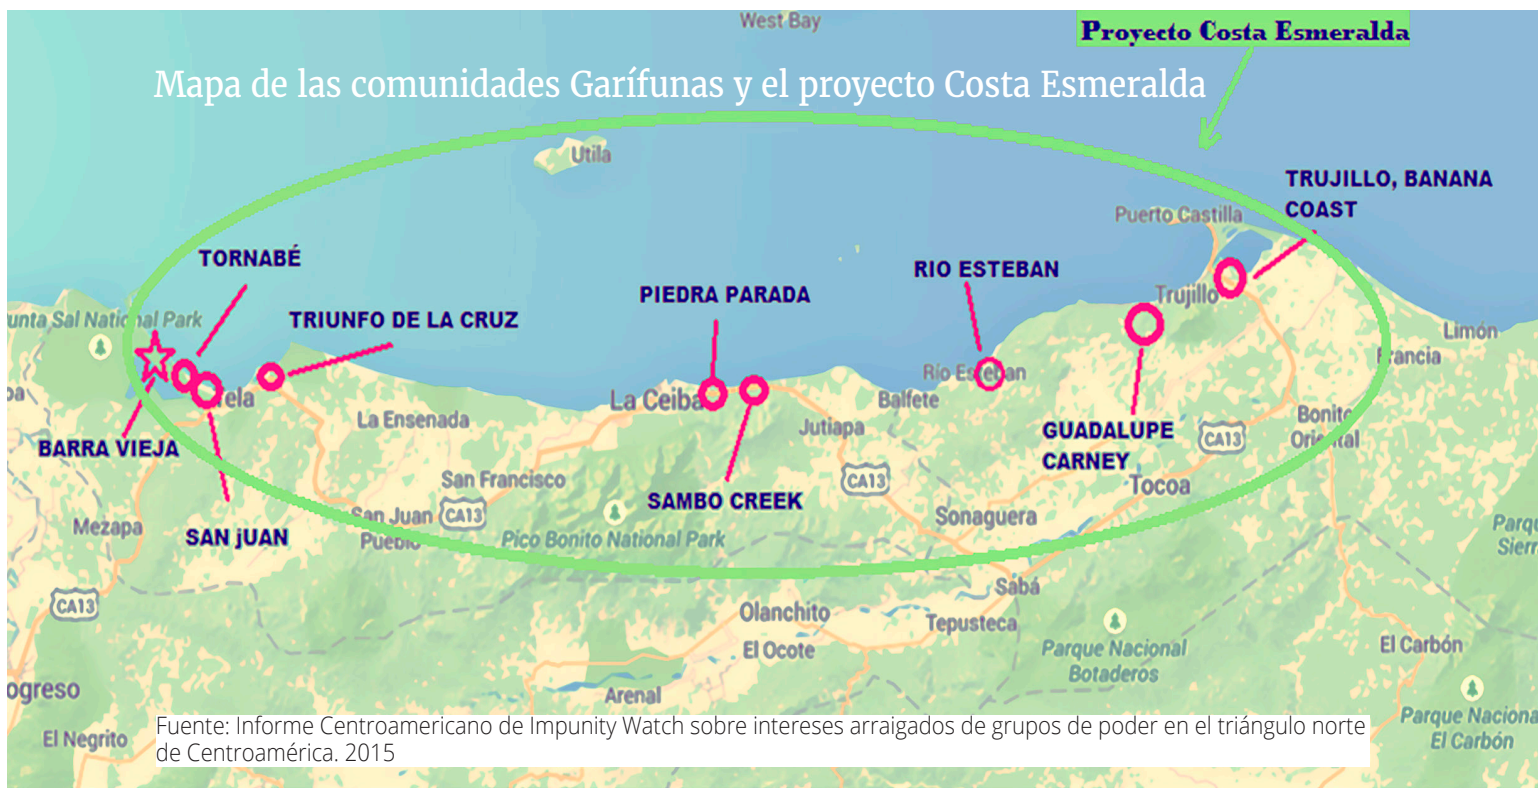 West Bay
Proyecto Costa Esmeralda
Mapa de las comunidades Garífunas y el proyecto Costa Esmeralda
Utila
TRUJILLO, BANANA
COAST
Puerto Castilla
TORNABÉ
RIO ESTEBAN
PIEDRA PARADA
Trujillo
unta Sal National Park
TRIUNFO DE LA CRUZ
Limón
Francia
Río Esteban
ba
rela
La Ceiba
Balfete
La Ensenada
Jutiapa
Bonito
Oriental
GUADALUPE
CARNEY
CA13
BARRA VIEJA
San Francisco
CA13
Tocoa
SAMBO CREEK
San Juan
Pueblo
CA13
Sonaguera
Mezapa
SAN jUAN
Pico Bonito National Park
Parqu
Sierr
Sabá
CA13
Olanchito
Tepusteca
El Ocote
Parque Nacional
Botaderos
El Carbón
ogreso
Arenal
Parque Naciona
El Carbón
El Negrito
Fuente: Informe Centroamericano de Impunity Watch sobre intereses arraigados de grupos de poder en el triángulo norte
de Centroamérica. 2015